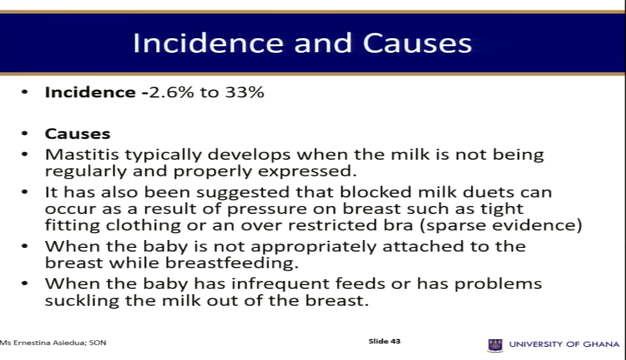 Incidence and Causes
• Incidence -2.6% to 33%
• Causes
• Mastitis typically develops when the milk is not being
regularly and properly expressed.
• It has also been suggested that blocked milk duets can
occur as a result of pressure on breast such as tight
fitting clothing or an over restricted bra (sparse evidence)
• When the baby is not appropriately attached to the
breast while breastfeeding.
• When the baby has infrequent feeds or has problems
suckling the milk out of the breast.
Ms Ernestina Asiedua; SON
Slide 43
UNIVERSITY OF GHANA